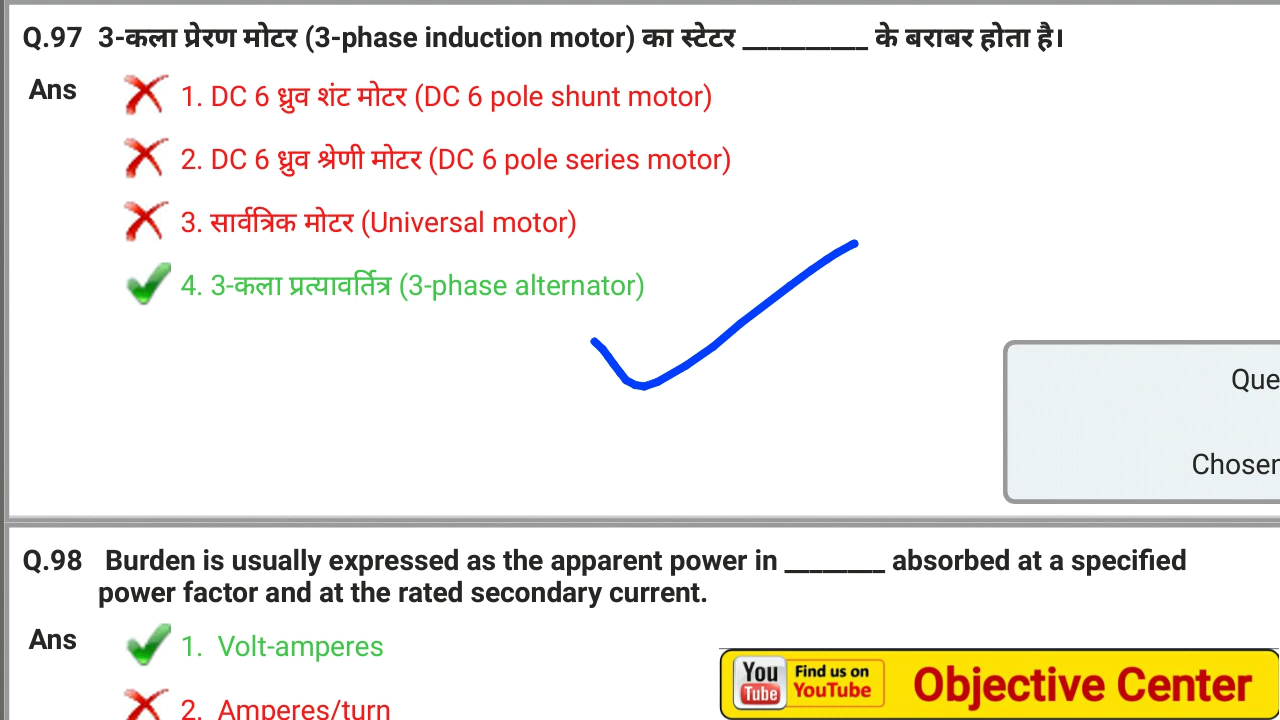 Q.97 3-कला प्रेरण मोटर (3-phase induction motor) का स्टेटर __________ के बराबर होता है।
Ans 1. DC 6 ध्रुव शंट मोटर (DC 6 pole shunt motor)
2. DC 6 ध्रुव श्रेणी मोटर (DC 6 pole series motor)
3. सार्वत्रिक मोटर (Universal motor)
4. 3-कला प्रत्यावर्तित्र (3-phase alternator)
Que
Chosen
Q.98 Burden is usually expressed as the apparent power in ________ absorbed at a specified
power factor and at the rated secondary current.
Ans 1. Volt-amperes
2. Amperes/turn
You Tube
Find us on
YouTube
Objective Center